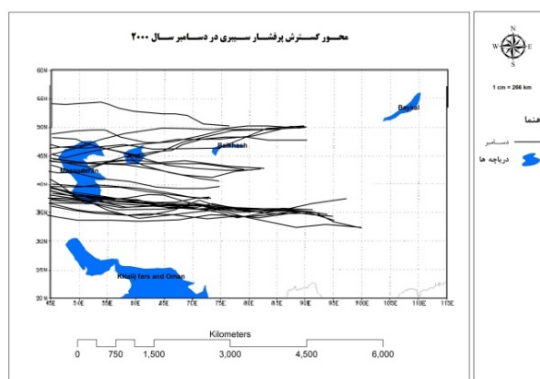 محور گسترش پرفشار سیبری در دسامبر سال ۲۰۰۰
N
W E
S
1 cm = 266 km
هنما
دسامبر
دریاچه ها
60N
55N
50N
45N
40N
35N
30N
25N
20N
45E 50E 55E 60E 65E 70E 75E 80E 85E 90E 95E 100E 105E 110E 115E
Baykal
Balkhash
Aral
Khalij fars and Oman
Kilometers
0 750 1,500 3,000 4,500 6,000